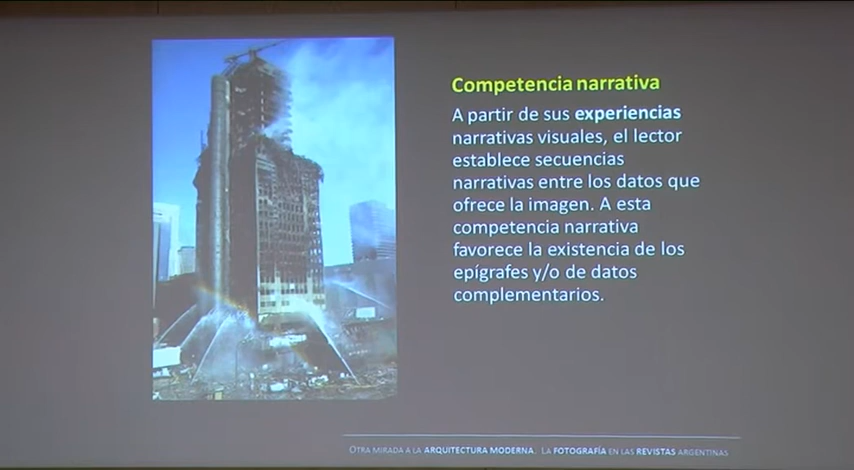 Competencia narrativa
A partir de sus experiencias
narrativas visuales, el lector
establece secuencias
narrativas entre los datos que
ofrece la imagen. A esta
competencia narrativa
favorece la existencia de los
epígrafes y/o de datos
complementarios.
OTRA MIRADA A LA ARQUITECTURA MODERNA. LA FOTOGRAFÍA EN LAS REVISTAS ARGENTINAS